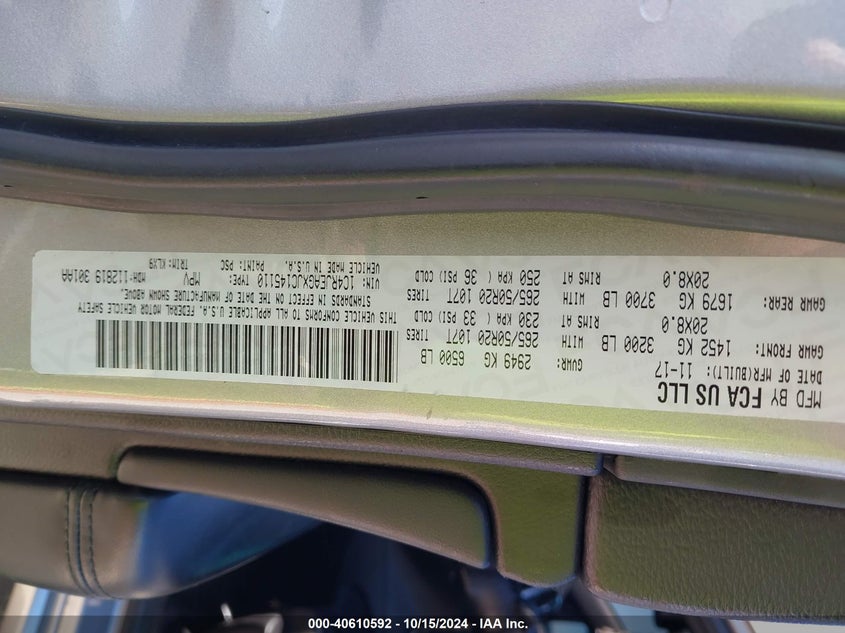 MFD BY FCA US LLC
DATE OF MFR(BUILT): 11-17
GVWR: 2949 KG 6500 LB
GAWR FRONT: 1452 KG 3200 LB WITH 265/50R20 107T TIRES
20X8.0 RIMS AT 230 KPA ( 33 PSI) COLD
GAWR REAR: 1679 KG 3700 LB WITH 265/50R20 107T TIRES
20X8.0 RIMS AT 250 KPA ( 36 PSI) COLD
THIS VEHICLE CONFORMS TO ALL APPLICABLE U.S.A. FEDERAL MOTOR VEHICLE SAFETY
STANDARDS IN EFFECT ON THE DATE OF MANUFACTURE SHOWN ABOVE.
VIN: 1C4RJEAGXJC145110 TYPE: MPV MDH:112819 301AA
VEHICLE MADE IN U.S.A. PAINT: PSC TRIM: KLX9
000-40610592 - 10/15/2024 - IAA Inc.